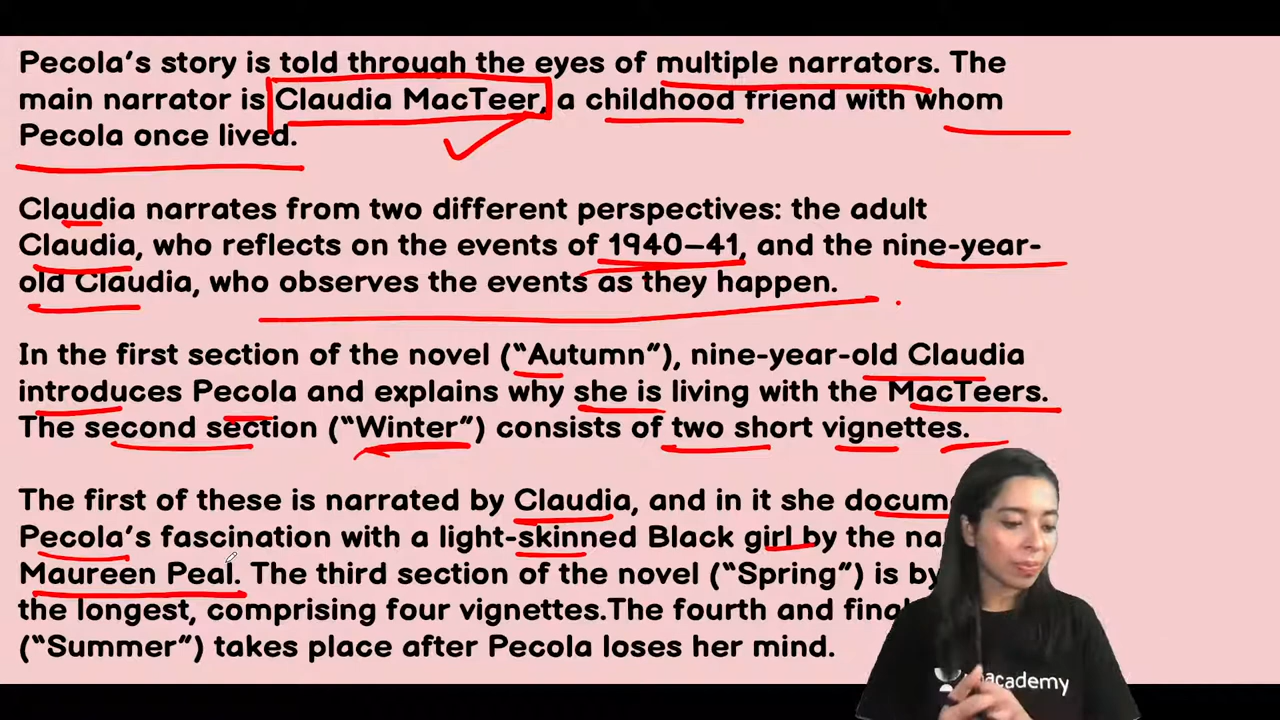 Pecola's story is told through the eyes of multiple narrators. The
main narrator is Claudia MacTeer, a childhood friend with whom
Pecola once lived.
Claudia narrates from two different perspectives: the adult
Claudia, who reflects on the events of 1940–41, and the nine-year-
old Claudia, who observes the events as they happen.
In the first section of the novel ("Autumn"), nine-year-old Claudia
introduces Pecola and explains why she is living with the MacTeers.
The second section ("Winter") consists of two short vignettes.
The first of these is narrated by Claudia, and in it she docum
Pecola's fascination with a light-skinned Black girl by the na
Maureen Peal. The third section of the novel ("Spring") is by
the longest, comprising four vignettes.The fourth and final
("Summer") takes place after Pecola loses her mind.
academy